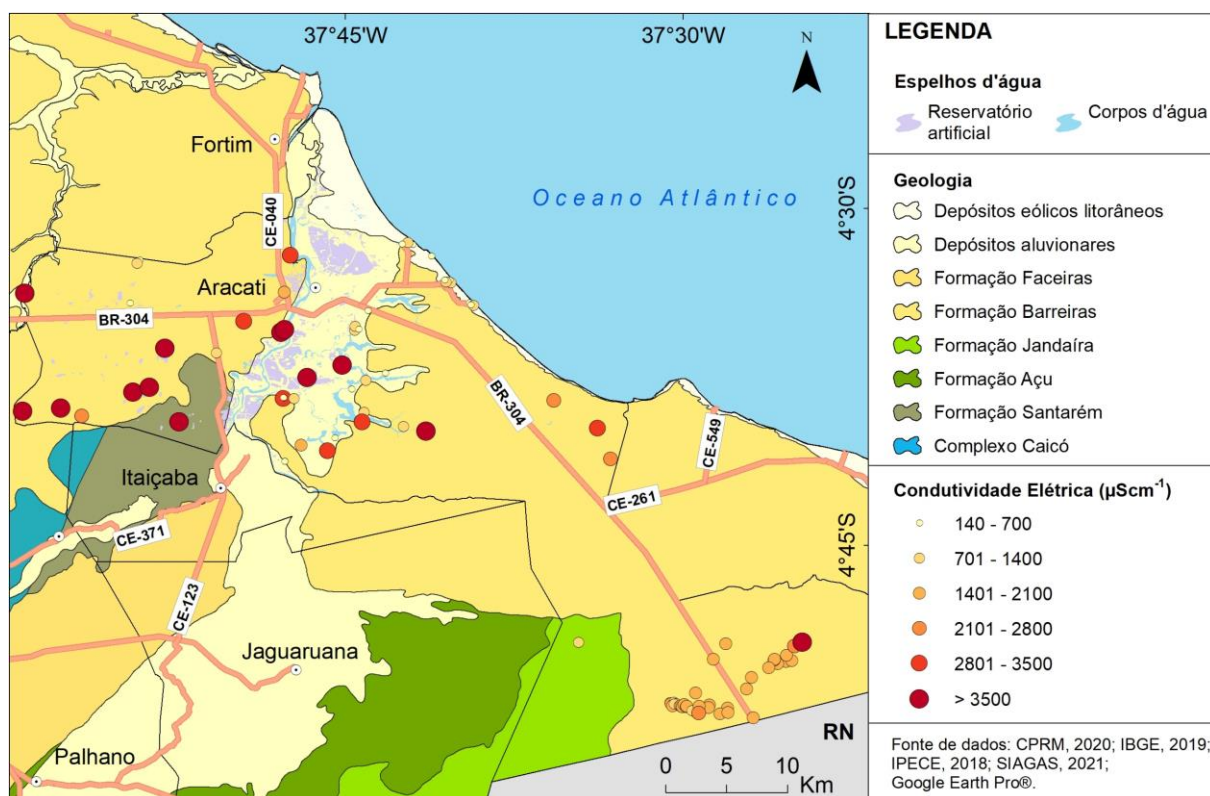 37°45'W
37°30'W
N
Fortim
Oceano Atlântico
4°30'S
CE-040
Aracati
BR-304
BR-304
CE-549
Itaiçaba
CE-261
CE-371
4°45'S
CE-123
Jaguaruana
RN
Palhano
0 5 10
Km
LEGENDA
Espelhos d'água
Reservatório
artificial
Corpos d'água
Geologia
Depósitos eólicos litorâneos
Depósitos aluvionares
Formação Faceiras
Formação Barreiras
Formação Jandaíra
Formação Açu
Formação Santarém
Complexo Caicó
Condutividade Elétrica (µScm⁻¹)
140 - 700
701 - 1400
1401 - 2100
2101 - 2800
2801 - 3500
> 3500
Fonte de dados: CPRM, 2020; IBGE, 2019;
IPECE, 2018; SIAGAS, 2021;
Google Earth Pro®.